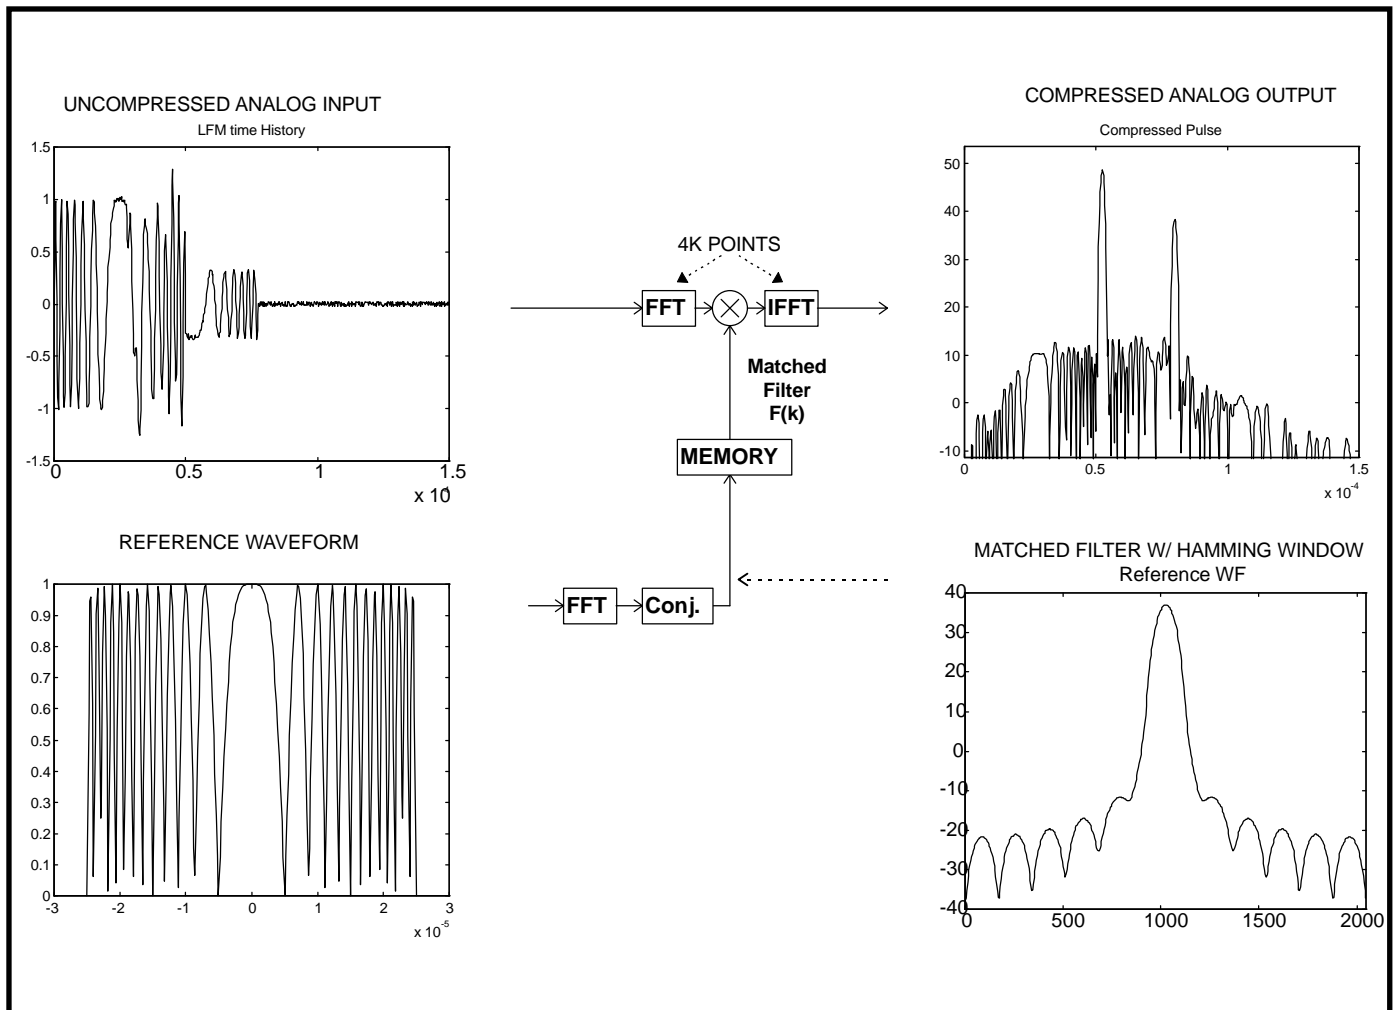 UNCOMPRESSED ANALOG INPUT
LFM time History
1.5
1
0.5
0
-0.5
-1
-1.5
0 0.5 1 1.5
x 10
COMPRESSED ANALOG OUTPUT
Compressed Pulse
50
40
30
20
10
0
-10
0 0.5 1 1.5
x 10-4
4K POINTS
FFT
IFFT
Matched
Filter
F(k)
MEMORY
FFT
Conj.
REFERENCE WAVEFORM
1
0.9
0.8
0.7
0.6
0.5
0.4
0.3
0.2
0.1
0
-3 -2 -1 0 1 2 3
x 10-5
MATCHED FILTER W/ HAMMING WINDOW
Reference WF
40
30
20
10
0
-10
-20
-30
-40
0 500 1000 1500 2000